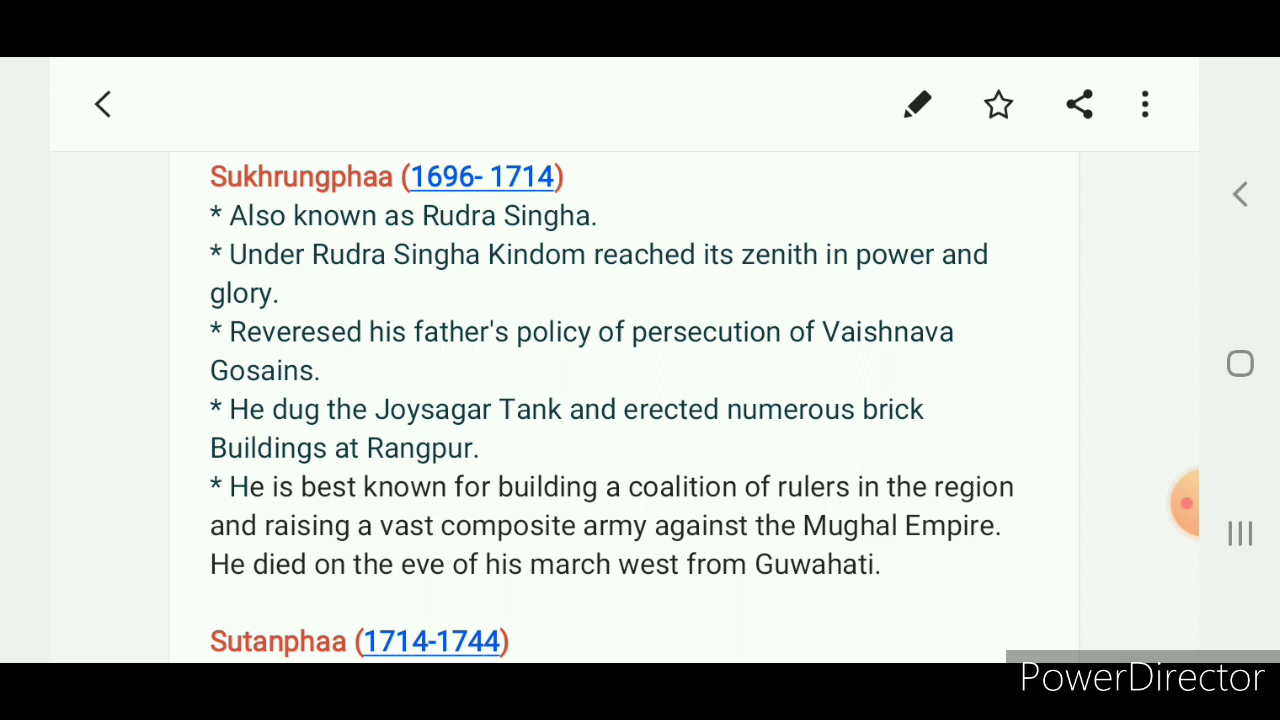 Sukhrungphaa (1696- 1714)
* Also known as Rudra Singha.
* Under Rudra Singha Kindom reached its zenith in power and
glory.
* Reveresed his father's policy of persecution of Vaishnava
Gosains.
* He dug the Joysagar Tank and erected numerous brick
Buildings at Rangpur.
* He is best known for building a coalition of rulers in the region
and raising a vast composite army against the Mughal Empire.
He died on the eve of his march west from Guwahati.
Sutanphaa (1714-1744)
PowerDirector